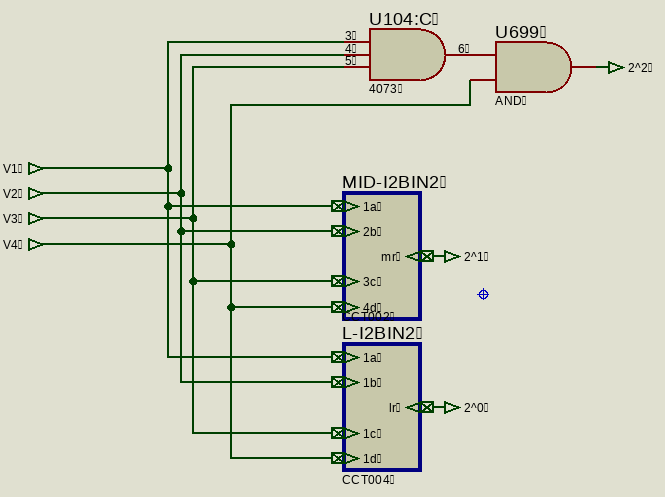 U104:C
3
4
5
6
4073
U699
AND
2^2
V1
V2
V3
V4
MID-I2BIN2
1a
2b
mr
2^1
3c
4d
CCT002
L-I2BIN2
1a
1b
lr
2^0
1c
1d
CCT004